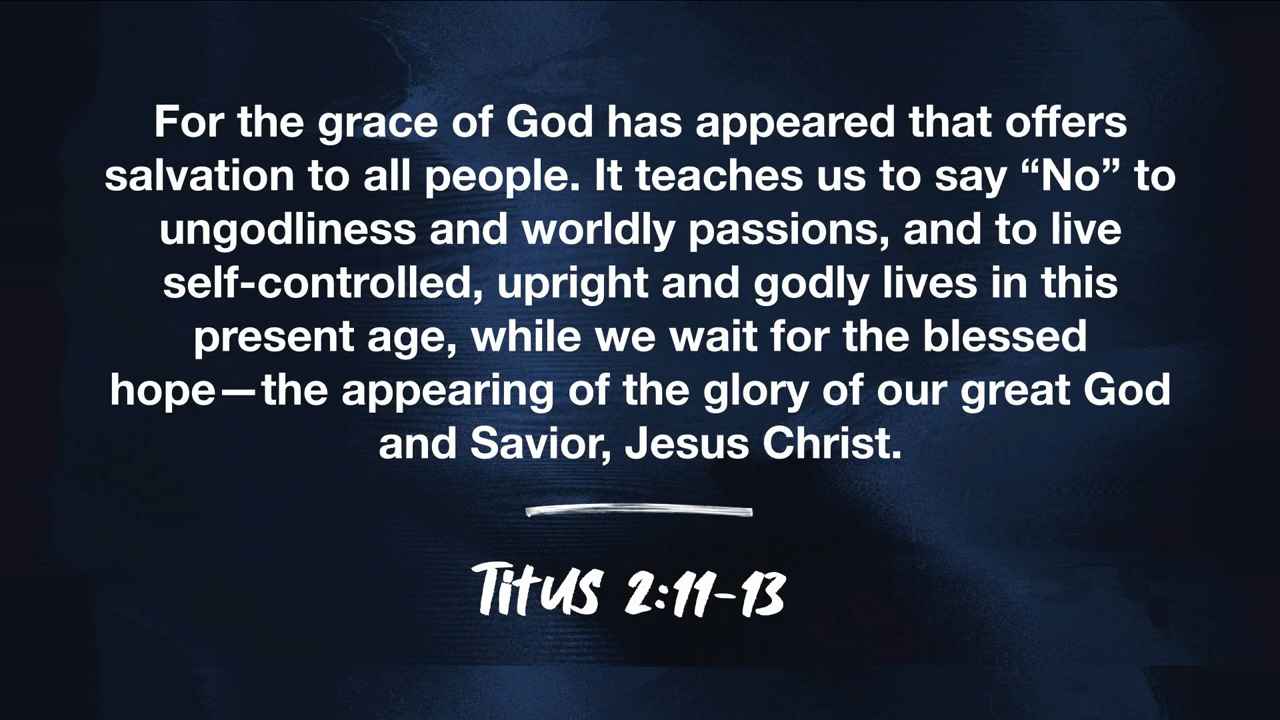 For the grace of God has appeared that offers
salvation to all people. It teaches us to say “No” to
ungodliness and worldly passions, and to live
self-controlled, upright and godly lives in this
present age, while we wait for the blessed
hope—the appearing of the glory of our great God
and Savior, Jesus Christ.
Titus 2:11-13